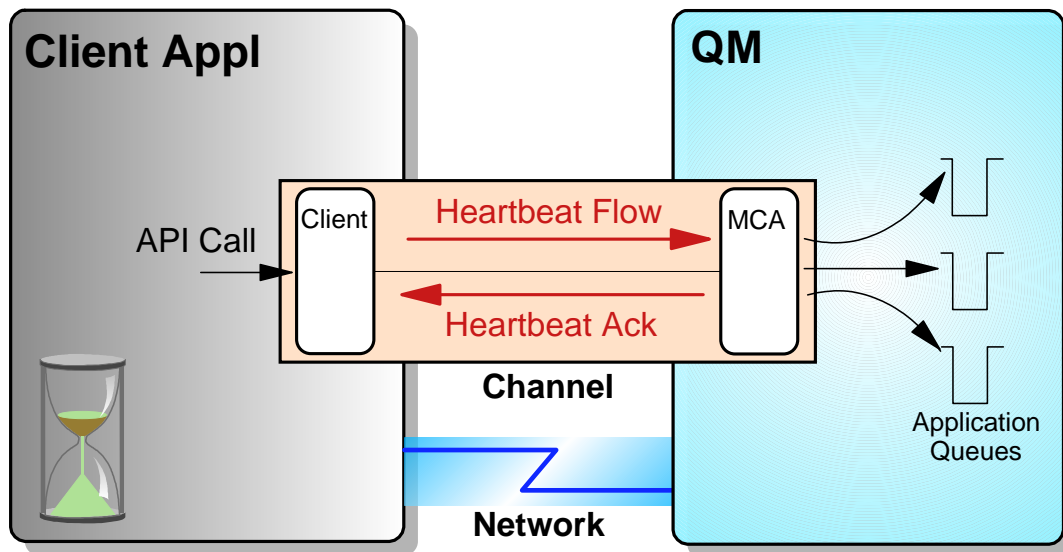 Client Appl
QM
Client
Heartbeat Flow
MCA
API Call
Heartbeat Ack
Channel
Application
Queues
Network